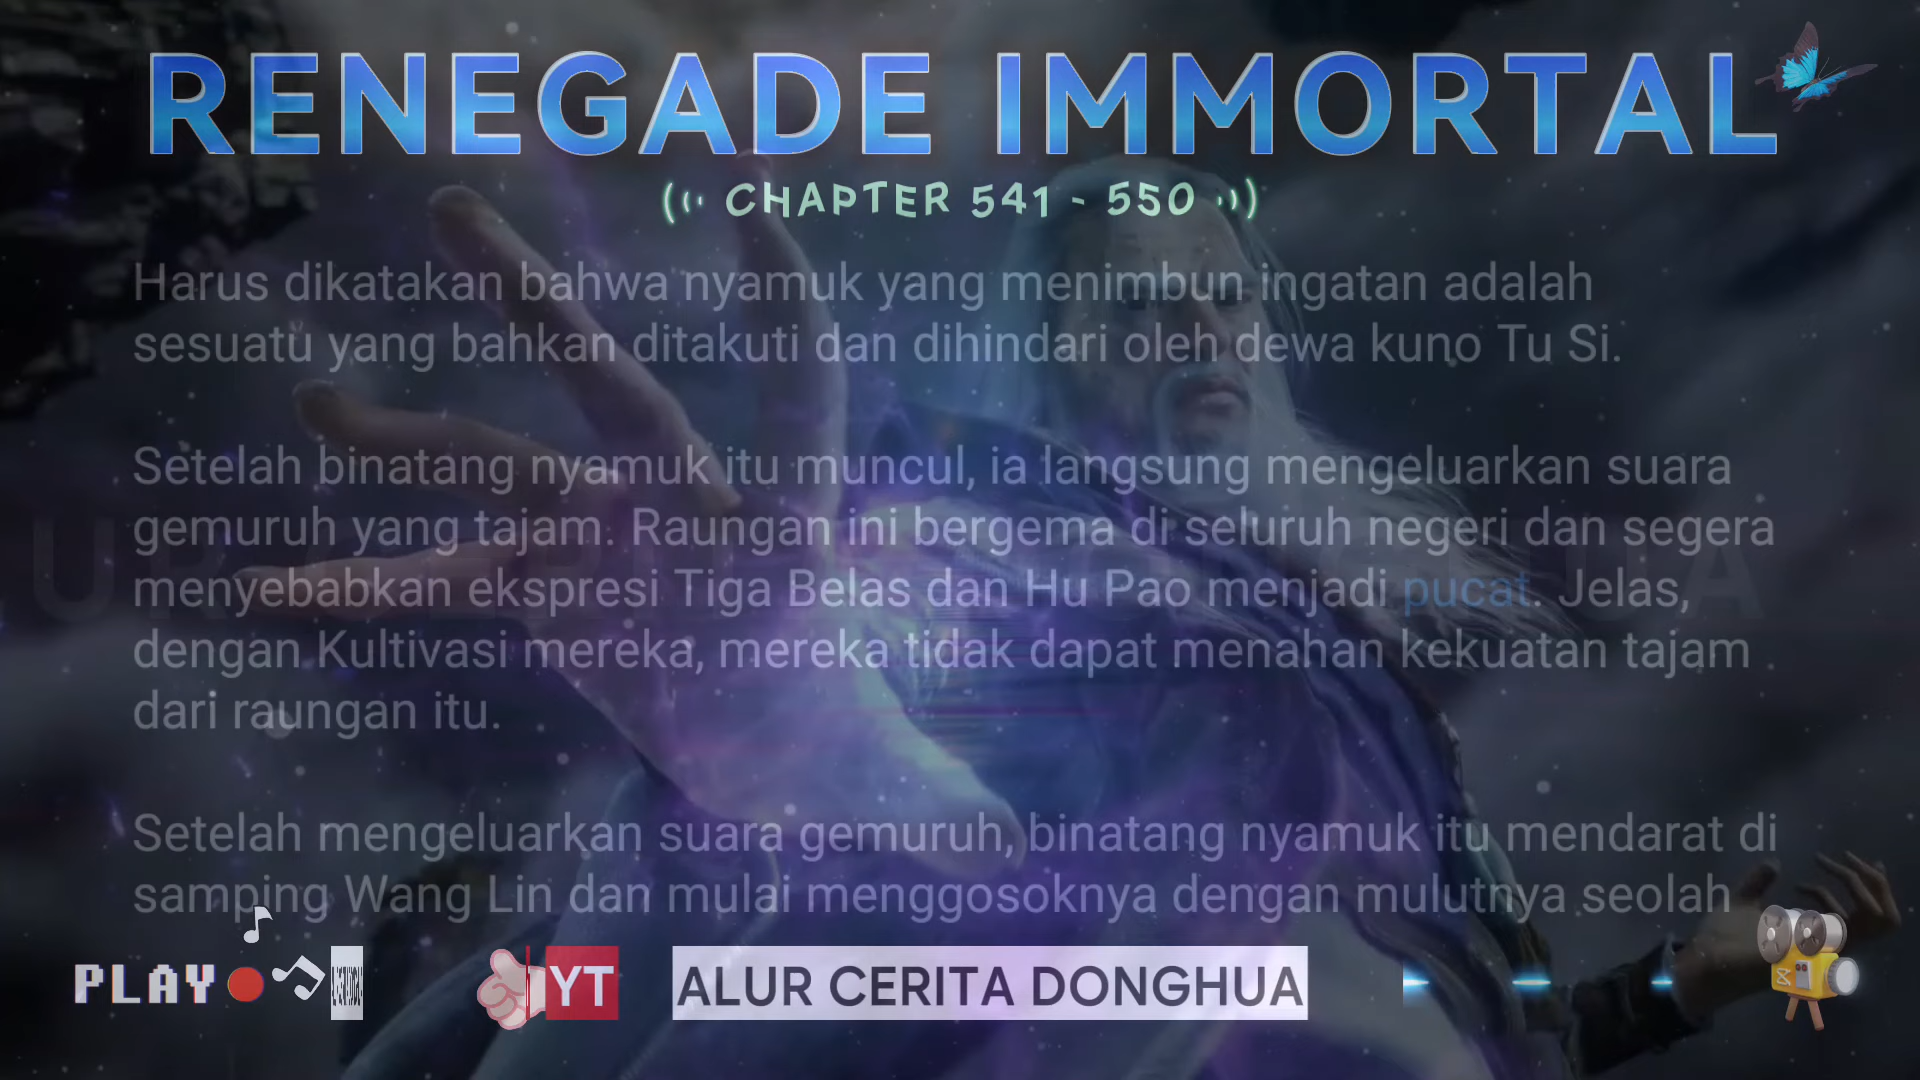 RENEGADE IMMORTAL
CHAPTER 541 - 550
Harus dikatakan bahwa nyamuk yang menimbun ingatan adalah
sesuatu yang bahkan ditakuti dan dihindari oleh dewa kuno Tu Si.
Setelah binatang nyamuk itu muncul, ia langsung mengeluarkan suara
gemuruh yang tajam. Raungan ini bergema di seluruh negeri dan segera
menyebabkan ekspresi Tiga Belas dan Hu Pao menjadi pucat. Jelas,
dengan Kultivasi mereka, mereka tidak dapat menahan kekuatan tajam
dari raungan itu.
Setelah mengeluarkan suara gemuruh, binatang nyamuk itu mendarat di
samping Wang Lin dan mulai menggosoknya dengan mulutnya seolah
PLAY
YT
ALUR CERITA DONGHUA